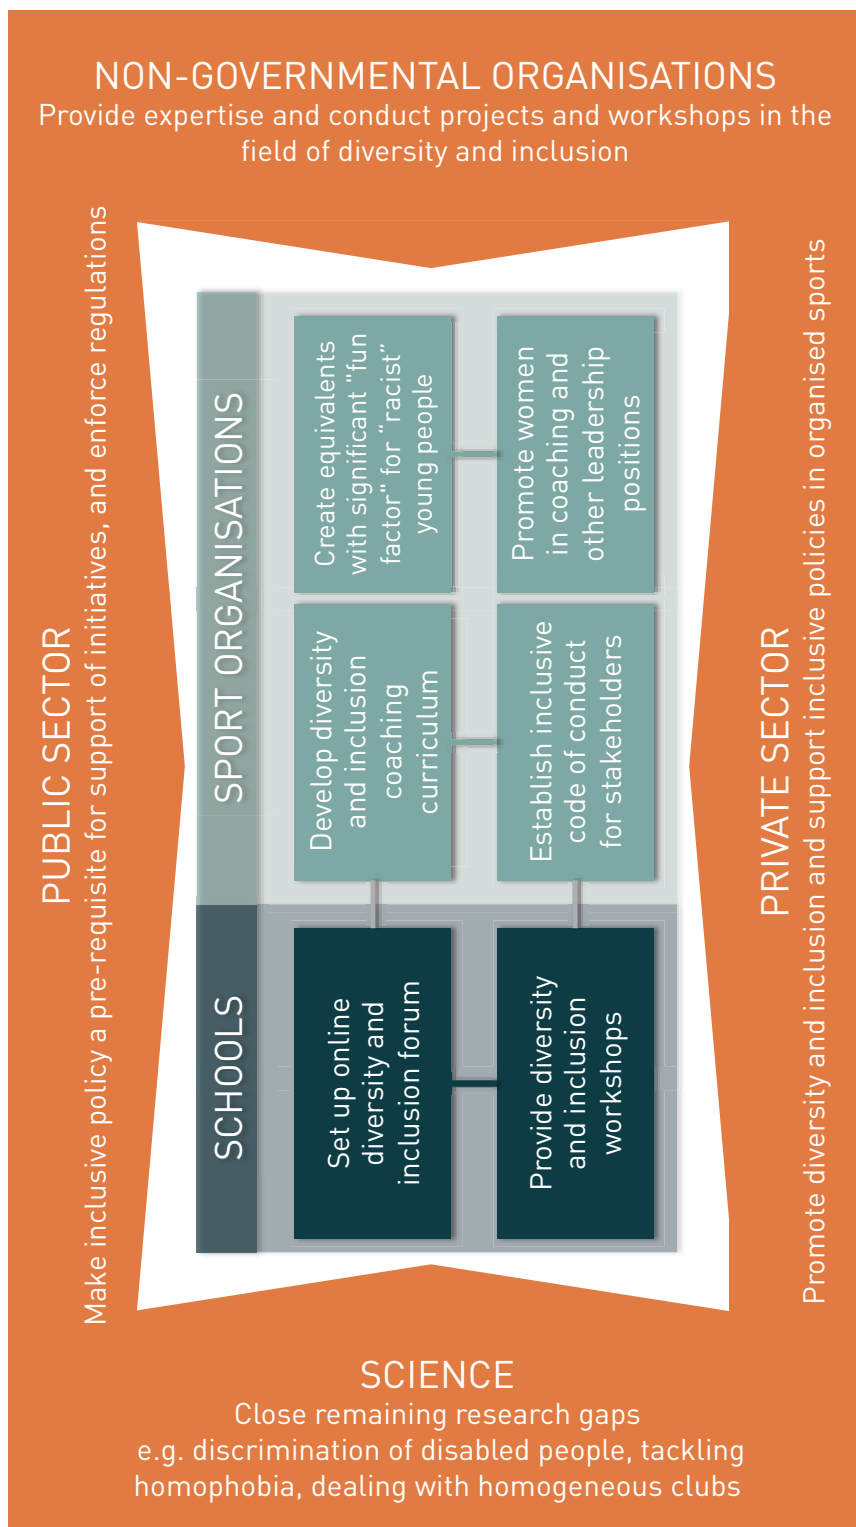 NON-GOVERNMENTAL ORGANISATIONS
Provide expertise and conduct projects and workshops in the
field of diversity and inclusion
PUBLIC SECTOR
Make inclusive policy a pre-requisite for support of initiatives, and enforce regulations
SCHOOLS
SPORT ORGANISATIONS
Set up online
diversity and
inclusion forum
Develop diversity
and inclusion
coaching
curriculum
Create equivalents
with significant "fun
factor" for “racist”
young people
Provide diversity
and inclusion
workshops
Establish inclusive
code of conduct
for stakeholders
Promote women
in coaching and
other leadership
positions
PRIVATE SECTOR
Promote diversity and inclusion and support inclusive policies in organised sports
SCIENCE
Close remaining research gaps
e.g. discrimination of disabled people, tackling
homophobia, dealing with homogeneous clubs